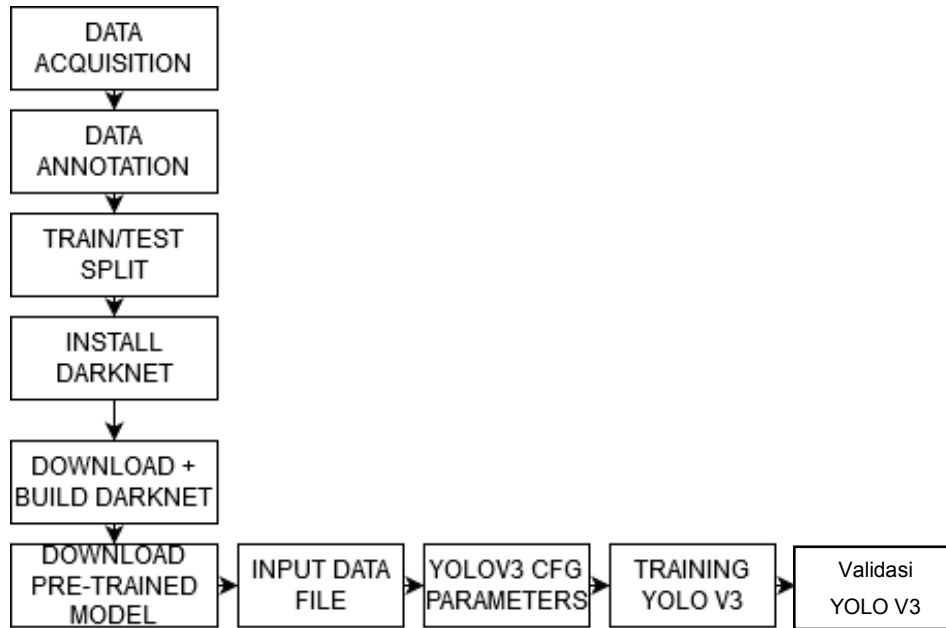 DATA
ACQUISITION
DATA
ANNOTATION
TRAIN/TEST
SPLIT
INSTALL
DARKNET
DOWNLOAD +
BUILD DARKNET
DOWNLOAD
PRE-TRAINED
MODEL
INPUT DATA
FILE
YOLOV3 CFG
PARAMETERS
TRAINING
YOLO V3
Validasi
YOLO V3